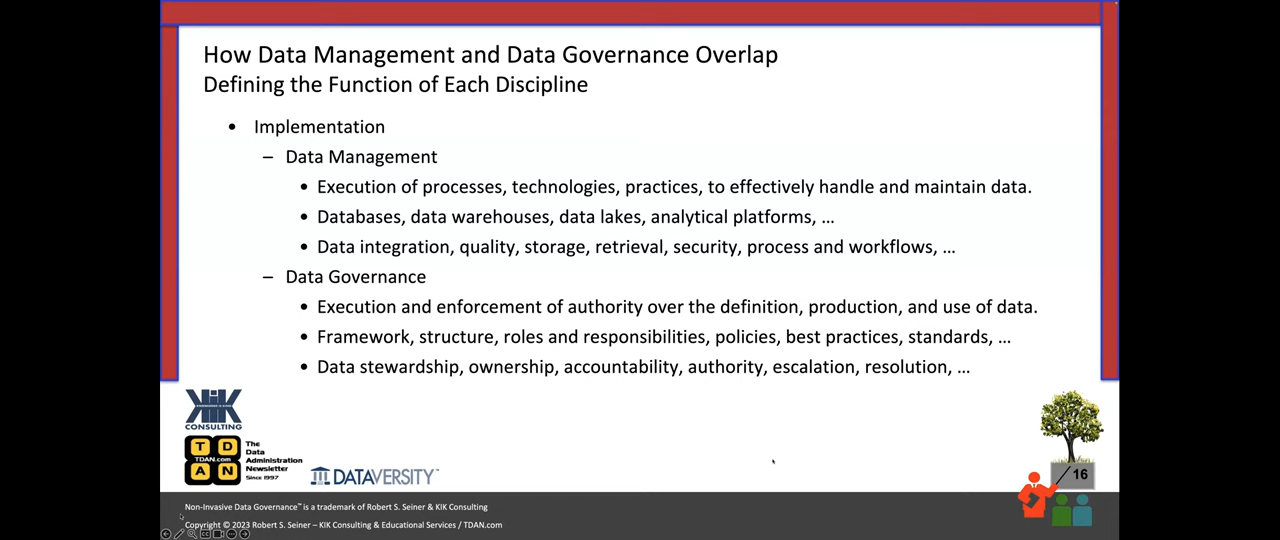 How Data Management and Data Governance Overlap
Defining the Function of Each Discipline
• Implementation
– Data Management
• Execution of processes, technologies, practices, to effectively handle and maintain data.
• Databases, data warehouses, data lakes, analytical platforms, ...
• Data integration, quality, storage, retrieval, security, process and workflows, ...
– Data Governance
• Execution and enforcement of authority over the definition, production, and use of data.
• Framework, structure, roles and responsibilities, policies, best practices, standards, ...
• Data stewardship, ownership, accountability, authority, escalation, resolution, ...
KIK
CONSULTING
T D
TDAN.com
A N
The
Data
Administration
Newsletter
Since 1997
DATAVERSITY™
16
Non-Invasive Data Governance™ is a trademark of Robert S. Seiner & KIK Consulting
Copyright © 2023 Robert S. Seiner – KIK Consulting & Educational Services / TDAN.com